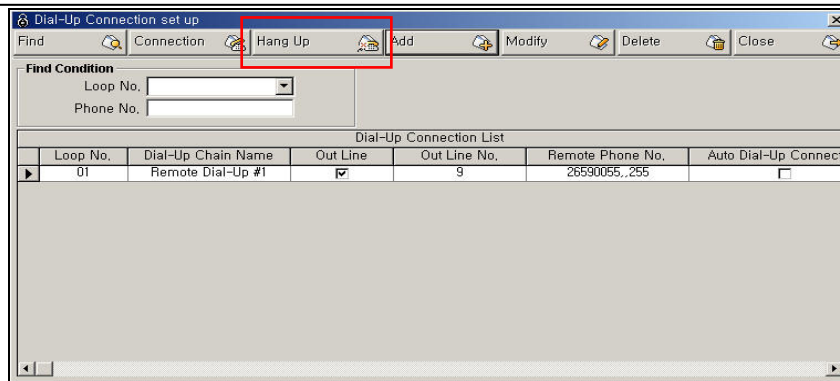 Dial-Up Connection set up
Find Connection Hang Up Add Modify Delete Close
Find Condition
Loop No,
Phone No,
Dial-Up Connection List
Loop No, Dial-Up Chain Name Out Line Out Line No, Remote Phone No, Auto Dial-Up Connect
01 Remote Dial-Up #1 9 26590055,,255